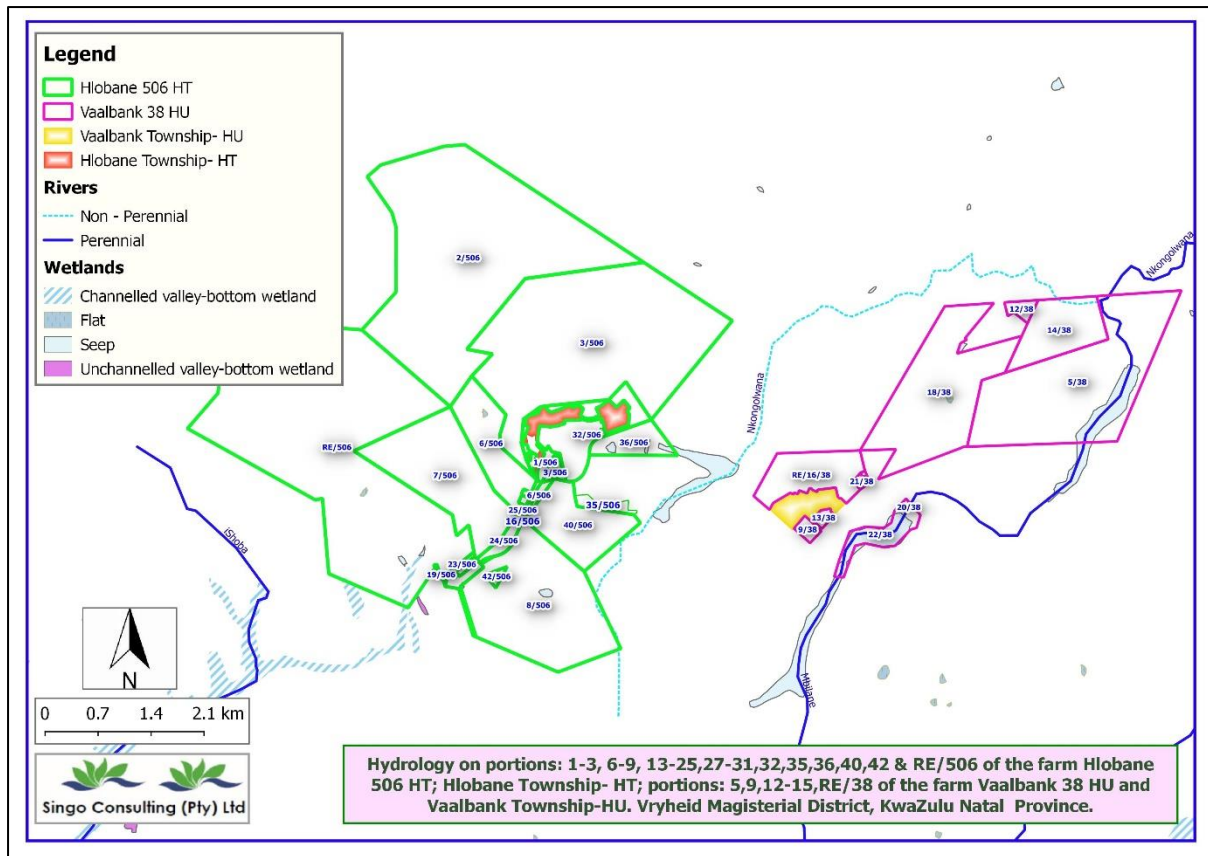 Legend
Hlobane 506 HT
Vaalbank 38 HU
Vaalbank Township- HU
Hlobane Township- HT
Rivers
Non - Perennial
Perennial
Wetlands
Channelled valley-bottom wetland
Flat
Seep
Unchannelled valley-bottom wetland
2/506
3/506
Nkongolwana
12/38
14/38
5/38
18/38
Nkongolwana
32/506
36/506
6/506
RE/506
7/506
1/506
3/506
RE/16/38
21/38
6/506
25/506
16/506
35/506
40/506
20/38
13/38
9/38
22/38
24/506
iShoba
23/506
19/506
42/506
8/506
Mbilane
N
0 0.7 1.4 2.1 km
Singo Consulting (Pty) Ltd
Hydrology on portions: 1-3, 6-9, 13-25,27-31,32,35,36,40,42 & RE/506 of the farm Hlobane
506 HT; Hlobane Township- HT; portions: 5,9,12-15,RE/38 of the farm Vaalbank 38 HU and
Vaalbank Township-HU. Vryheid Magisterial District, KwaZulu Natal Province.